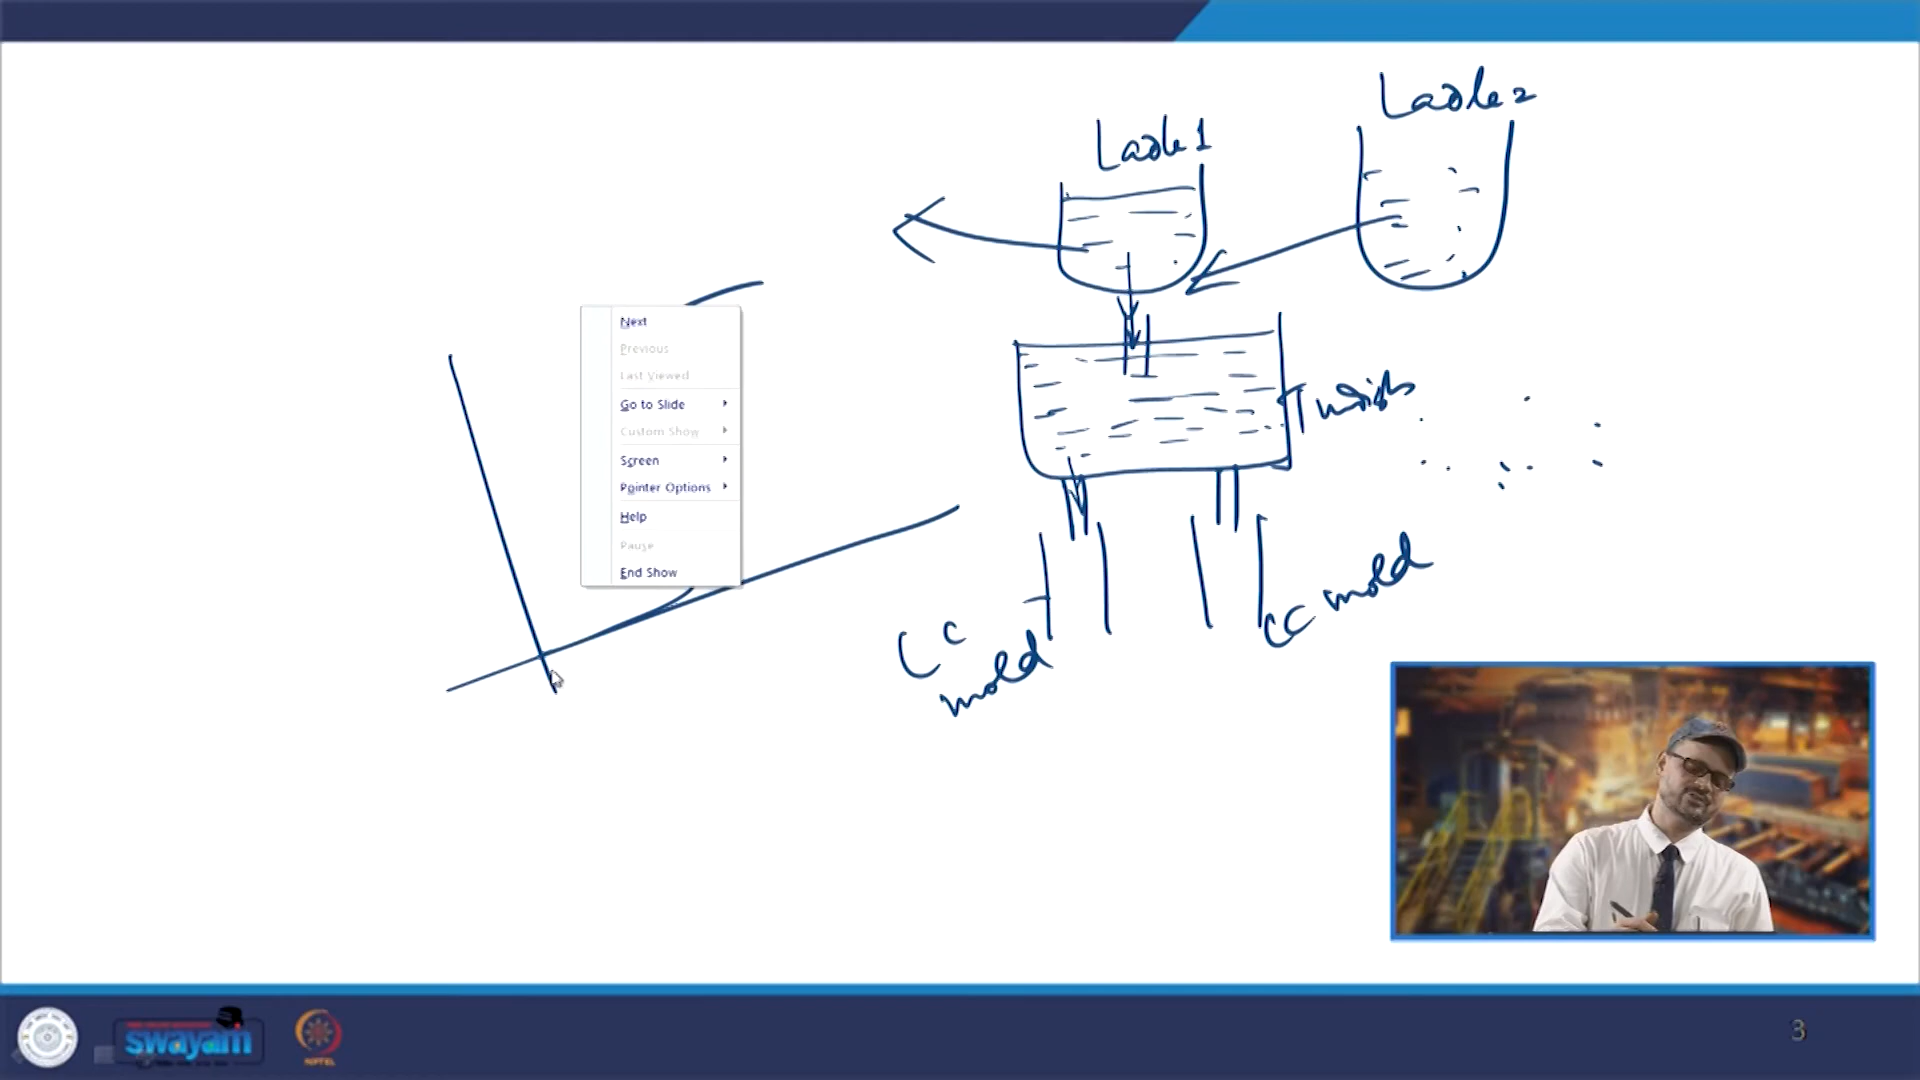 Ladle 2
Ladle 1
Next
Previous
Last Viewed
Go to Slide
Custom Show
Screen
Pointer Options
Help
Pause
End Show
Tundish
CC mold
CC
mold
swayam
3